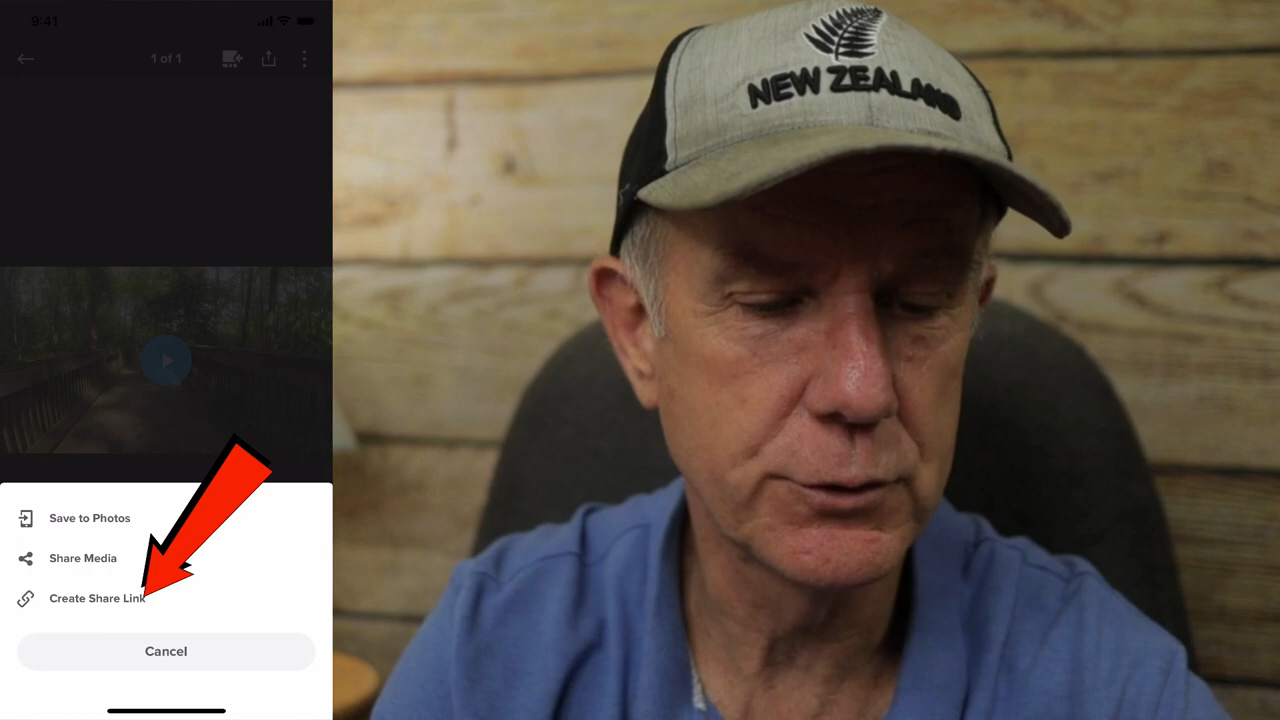 9:41
1 of 1
Save to Photos
Share Media
Create Share Link
Cancel
NEW ZEALAND